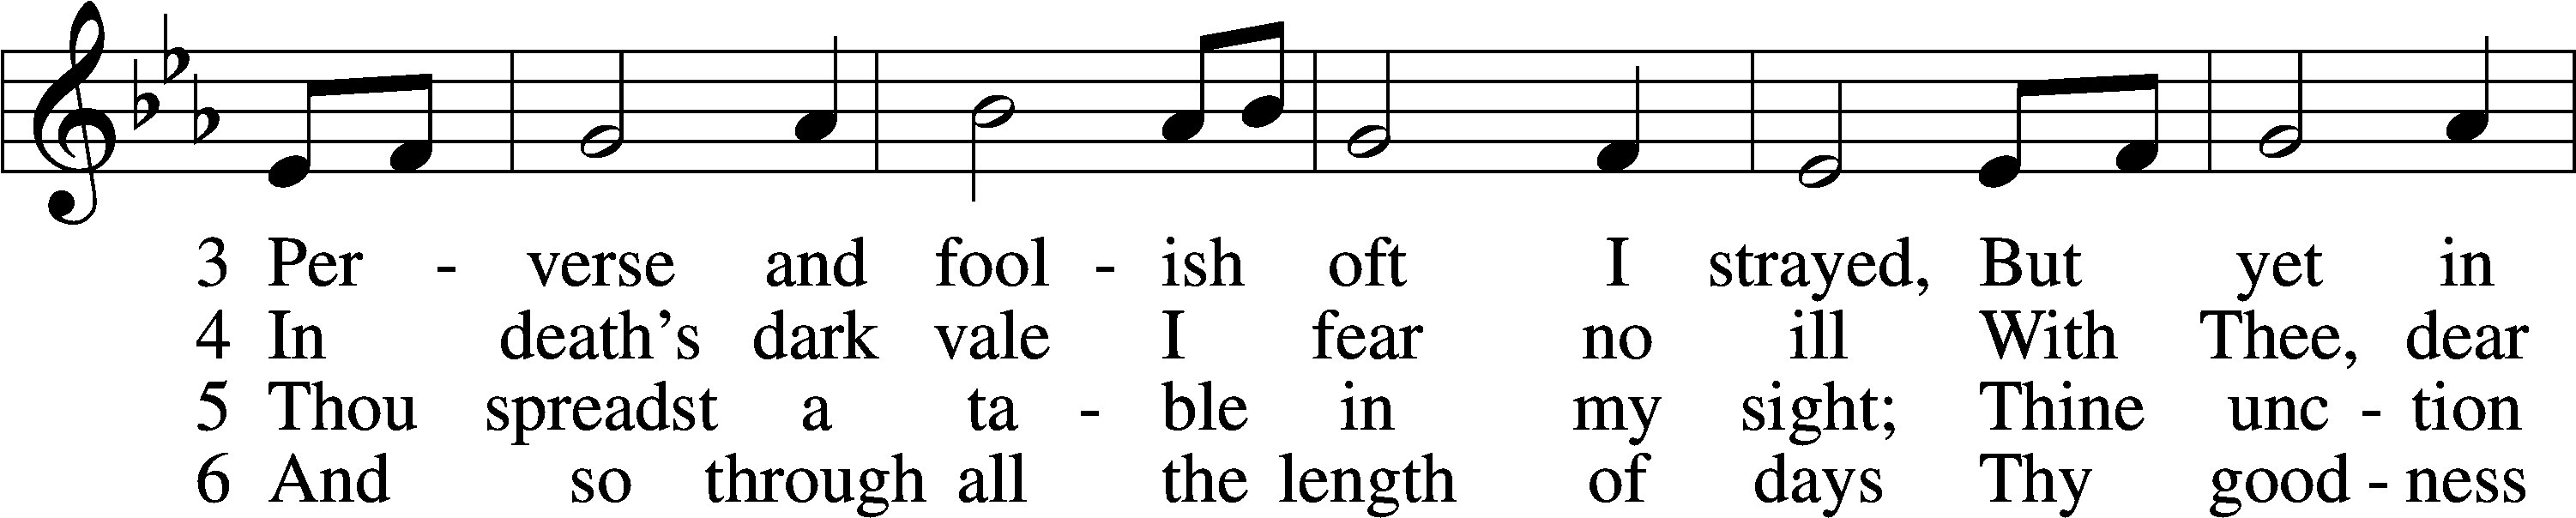 3 Per - verse and fool - ish oft I strayed, But yet in
4 In death’s dark vale I fear no ill With Thee, dear
5 Thou spreadst a ta - ble in my sight; Thine unc - tion
6 And so through all the length of days Thy good - ness